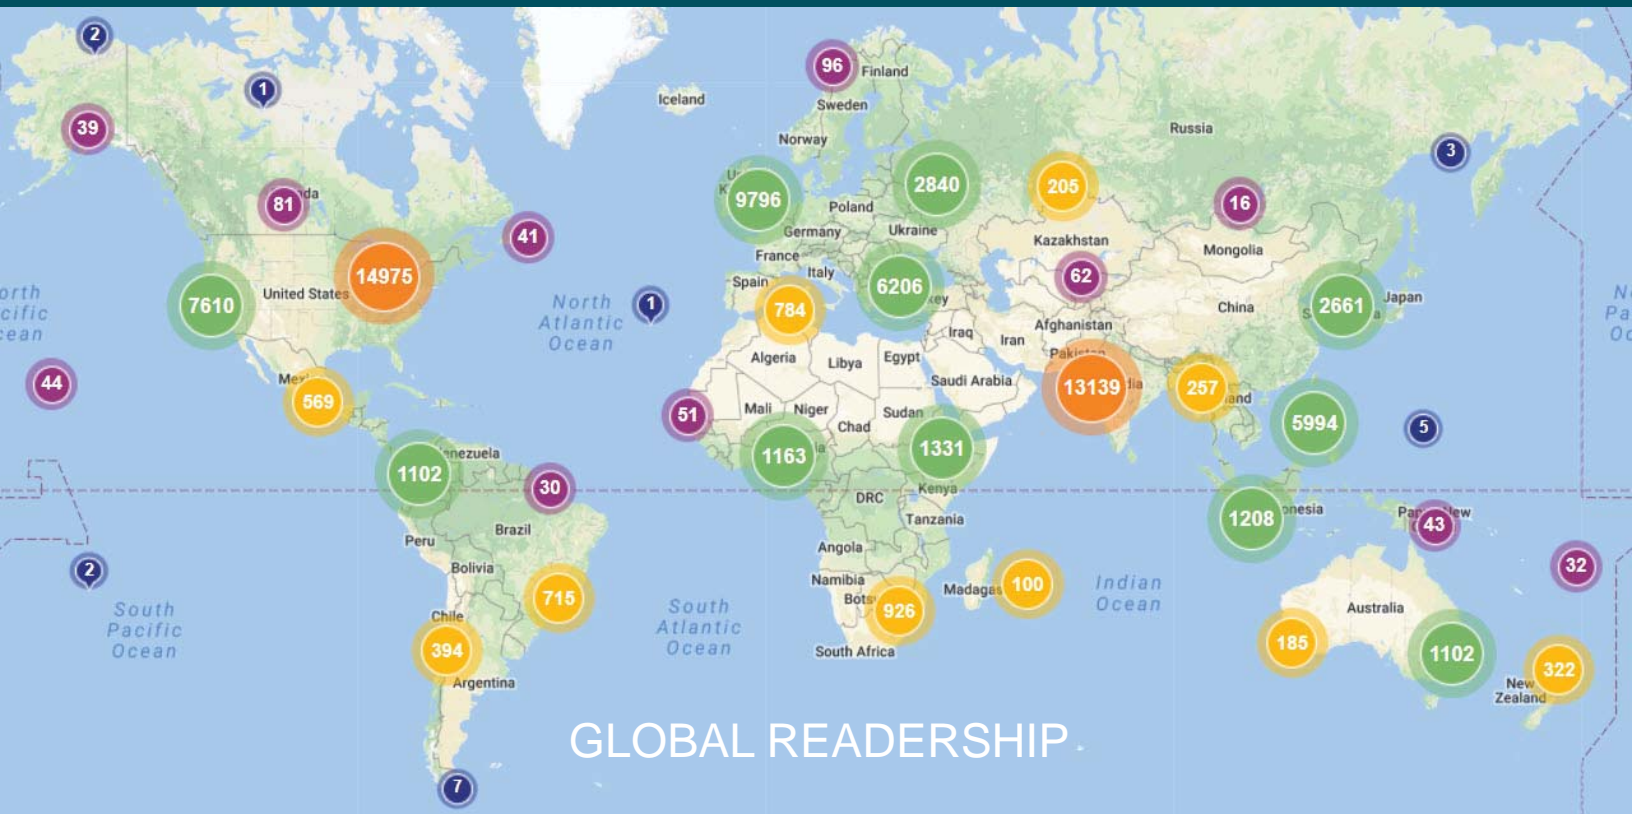 2
1
96
Finland
Iceland
Sweden
39
Russia
Norway
3
2840
205
9796
81
16
Poland
41
Germany
Ukraine
Kazakhstan
Mongolia
France
14975
62
Italy
United States
Spain
6206
7610
North
Atlantic
Ocean
1
784
China
2661
Japan
Iraq
Iran
Afghanistan
Algeria
Libya
Egypt
Pakistan
44
Saudi Arabia
13139
257
569
51
Mali
Niger
Sudan
Chad
5994
5
1102
1163
1331
30
DRC
Kenya
1208
43
Tanzania
Brazil
Peru
Angola
2
Bolivia
32
Namibia
Indian
Ocean
100
715
926
South
Pacific
Ocean
Chile
South
Atlantic
Ocean
Australia
185
394
South Africa
1102
322
Argentina
New
Zealand
GLOBAL READERSHIP
7